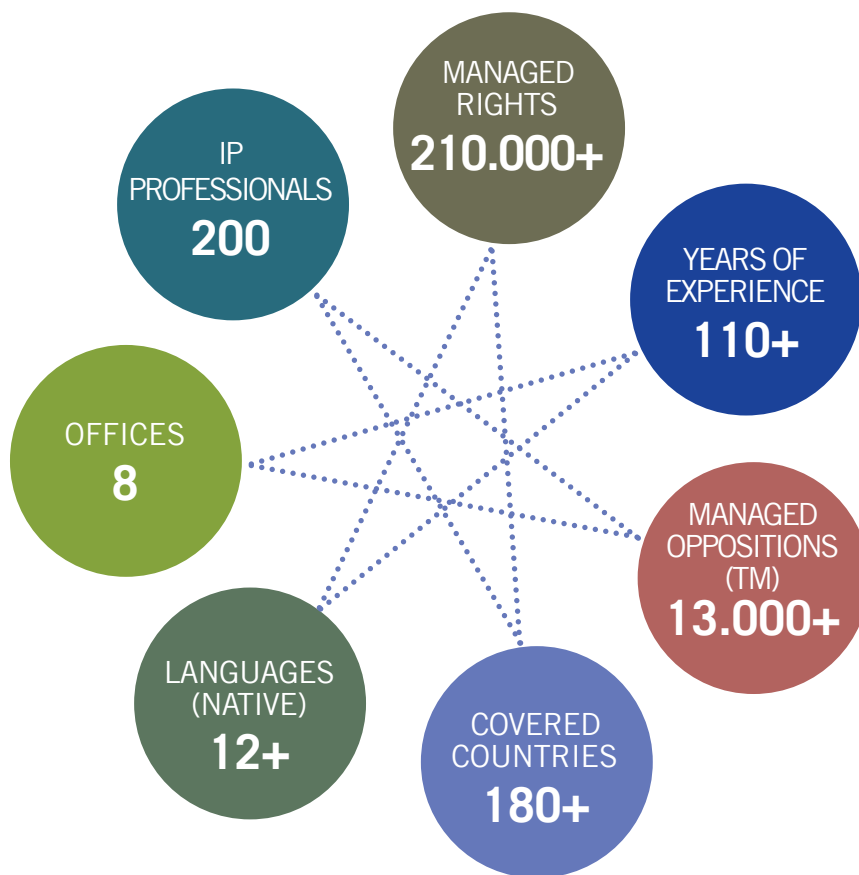 MANAGED
RIGHTS
210.000+
IP
PROFESSIONALS
200
YEARS OF
EXPERIENCE
110+
OFFICES
8
MANAGED
OPPOSITIONS
(TM)
13.000+
LANGUAGES
(NATIVE)
12+
COVERED
COUNTRIES
180+